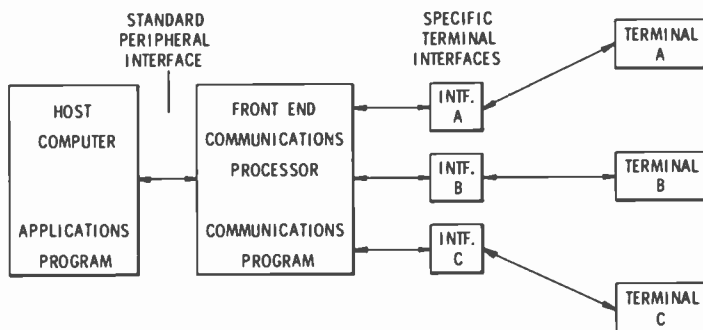 STANDARD
PERIPHERAL
INTERFACE
SPECIFIC
TERMINAL
INTERFACES
HOST
COMPUTER
APPLICATIONS
PROGRAM
FRONT END
COMMUNICATIONS
PROCESSOR
COMMUNICATIONS
PROGRAM
INTF.
A
INTF.
B
INTF.
C
TERMINAL
A
TERMINAL
B
TERMINAL
C